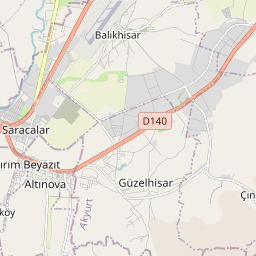 Balıkhisar
D140
Saracalar
ırım Beyazıt
Altınova
Güzelhisar
Çın
köy
Akyurt